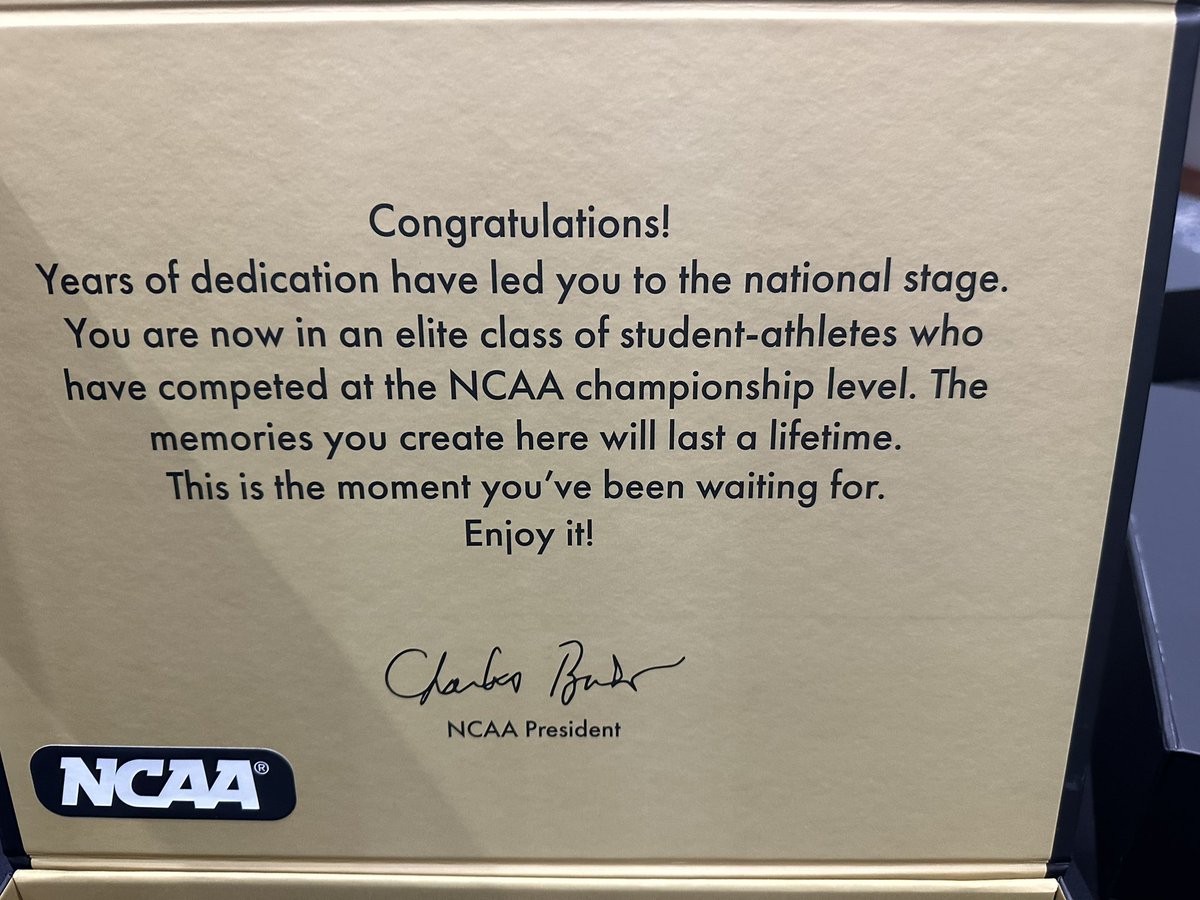 Congratulations!
Years of dedication have led you to the national stage.
You are now in an elite class of student-athletes who
have competed at the NCAA championship level. The
memories you create here will last a lifetime.
This is the moment you've been waiting for.
Enjoy it!
Charles Baker
NCAA President
NCAA®